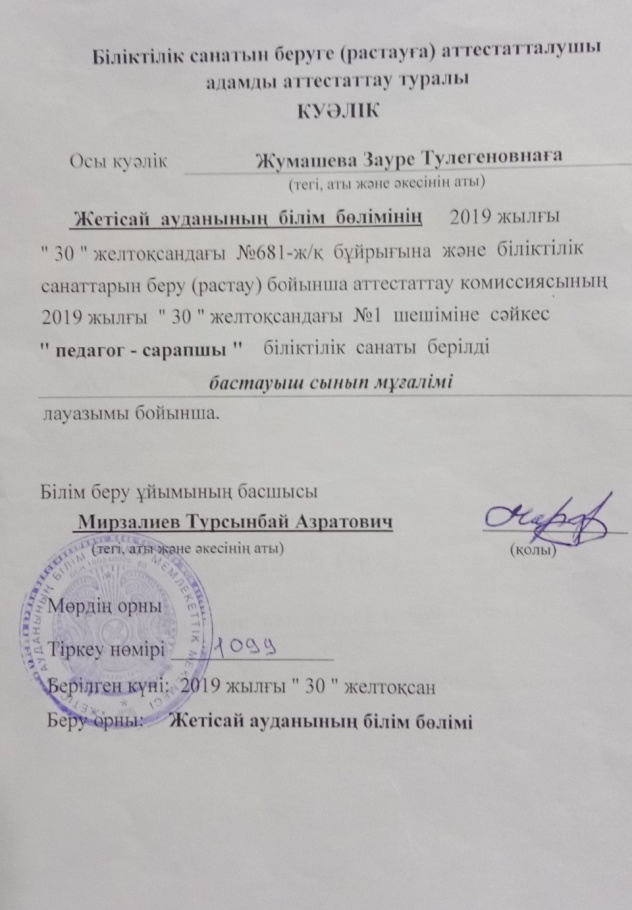 Біліктілік санатын беруге (растауға) аттестатталушы
адамды аттестаттау туралы
КУӘЛІК
Осы куәлік Жумашева Зауре Тулегеновнаға
(тегі, аты және әкесінің аты)
Жетісай ауданының білім бөлімінің 2019 жылғы
" 30 " желтоқсандағы №681-ж/қ бұйрығына және біліктілік
санаттарын беру (растау) бойынша аттестаттау комиссиясының
2019 жылғы " 30 " желтоқсандағы №1 шешіміне сәйкес
" педагог - сарапшы " біліктілік санаты берілді
бастауыш сынып мұғалімі
лауазымы бойынша.
Білім беру ұйымының басшысы
Мирзалиев Турсынбай Азратович
(тегі, аты және әкесінің аты) (қолы)
Мөрдің орны
Тіркеу нөмірі 1099
Берілген күні: 2019 жылғы " 30 " желтоқсан
Беру орны: Жетісай ауданының білім бөлімі
АУДАНЫНЫҢ БІЛІМ МЕМЛЕКЕТТІК МЕКЕМЕСІ